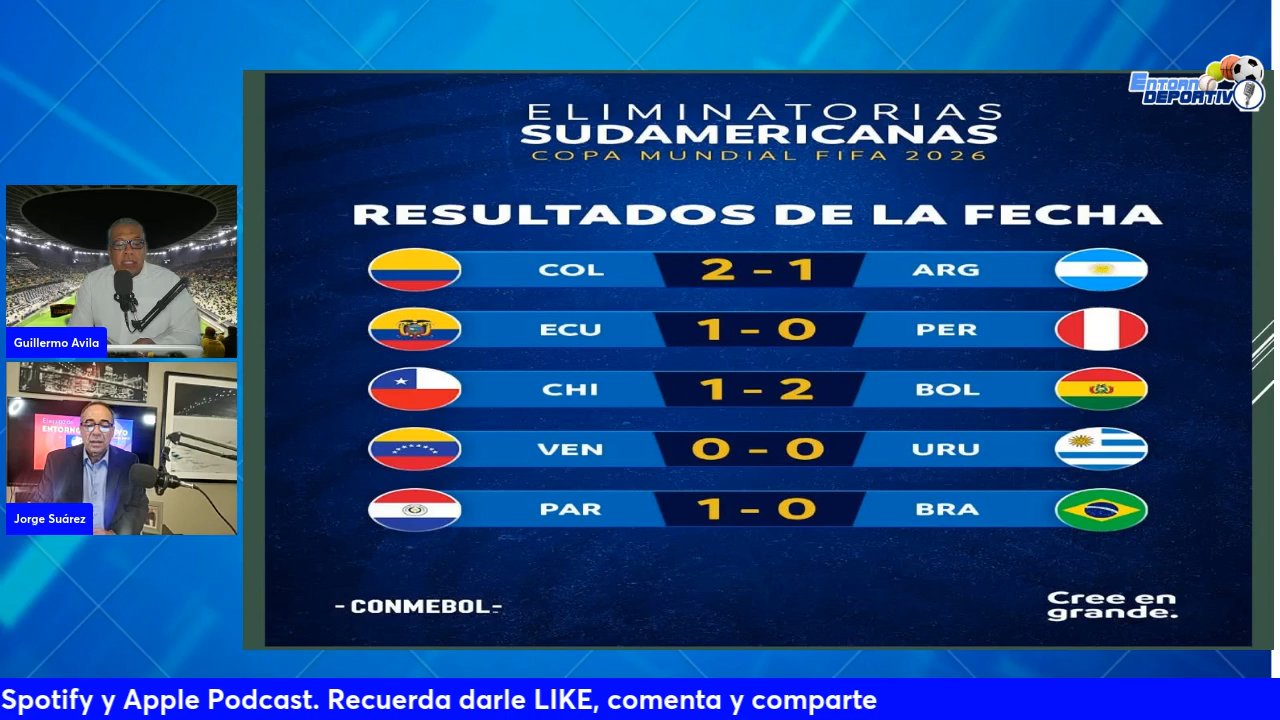 ENTORNO
DEPORTIVO
ELIMINATORIAS
SUDAMERICANAS
COPA MUNDIAL FIFA 2026
RESULTADOS DE LA FECHA
COL 2 - 1 ARG
ECU 1 - 0 PER
CHI 1 - 2 BOL
VEN 0 - 0 URU
PAR 1 - 0 BRA
- CONMEBOL -
Cree en
grande.
Guillermo Avila
Jorge Suárez
Spotify y Apple Podcast. Recuerda darle LIKE, comenta y comparte